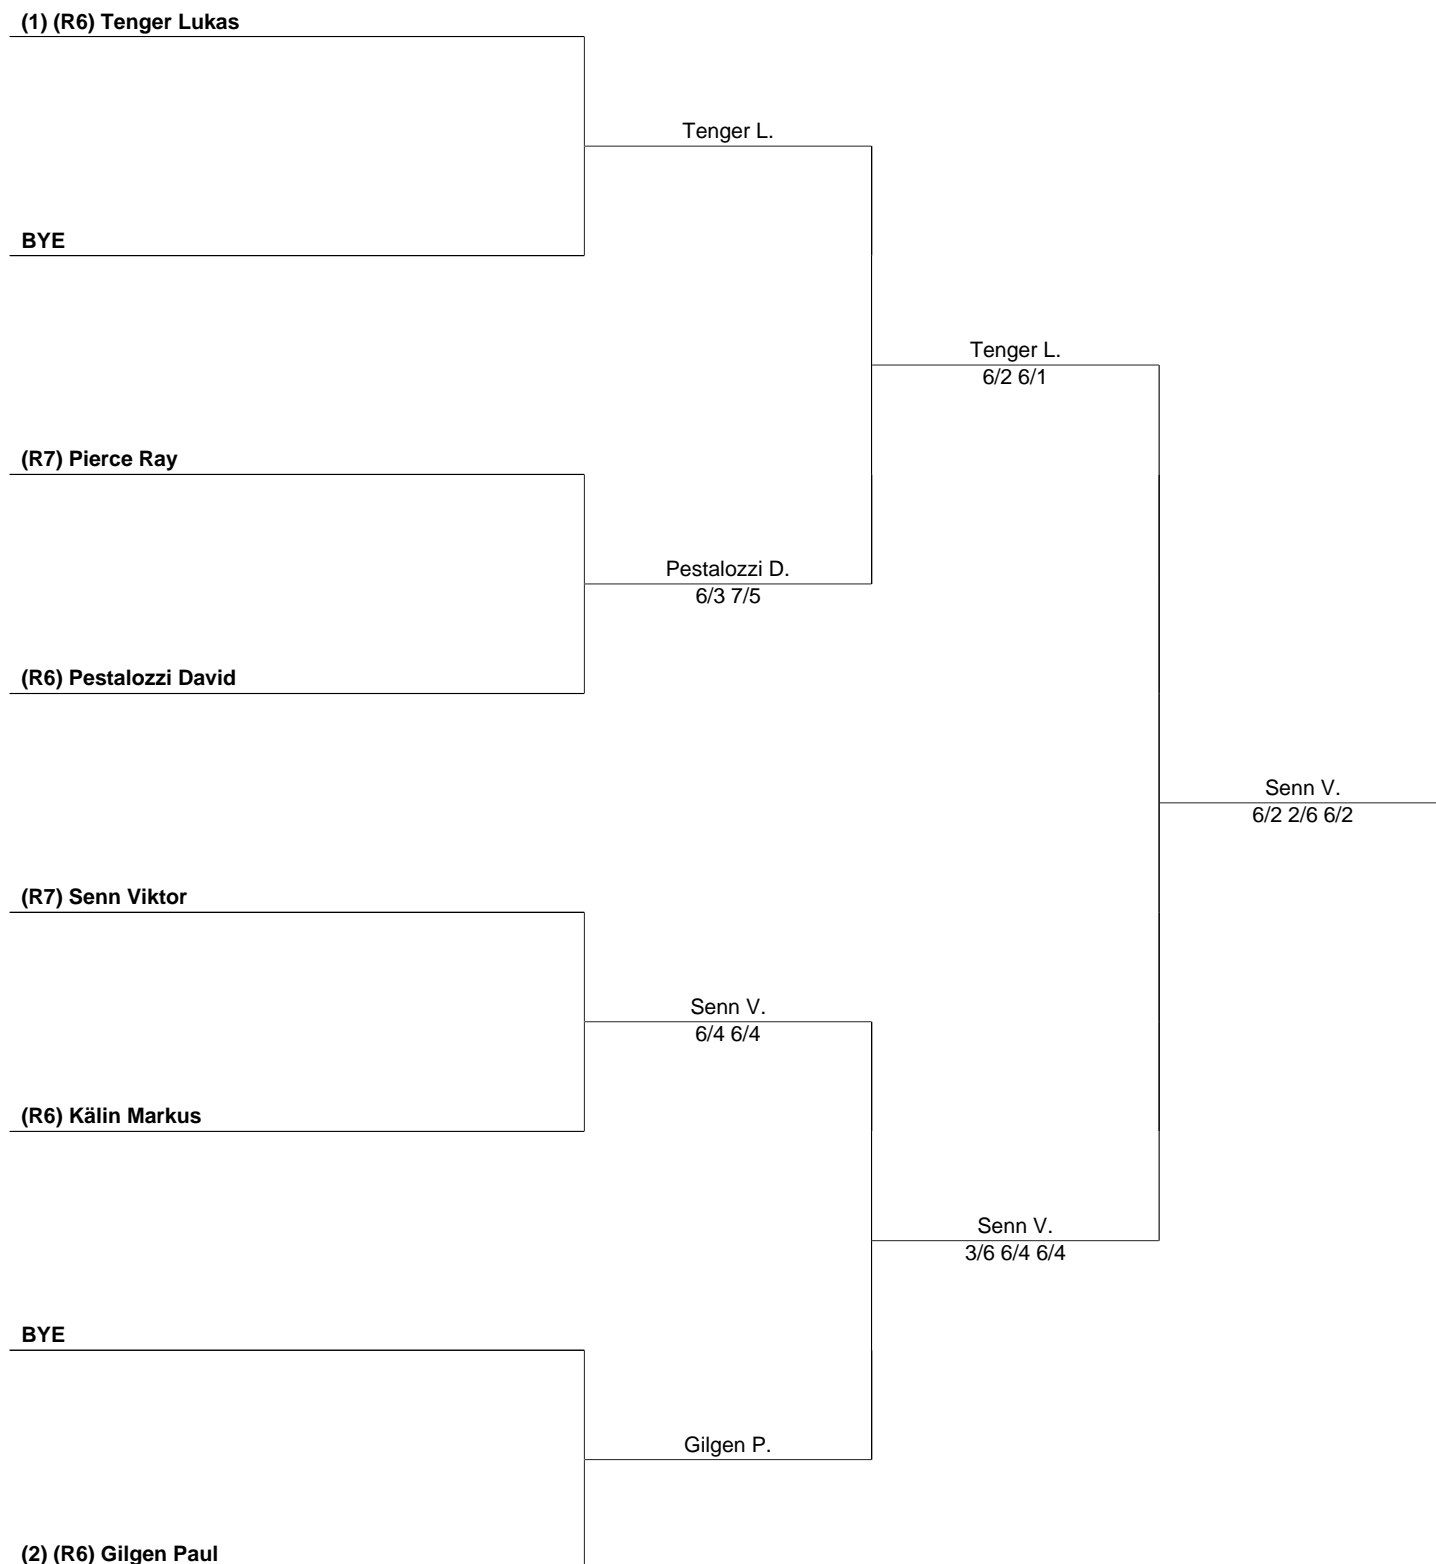 (1) (R6) Tenger Lukas
Tenger L.
BYE
Tenger L.
6/2 6/1
(R7) Pierce Ray
Pestalozzi D.
6/3 7/5
(R6) Pestalozzi David
Senn V.
6/2 2/6 6/2
(R7) Senn Viktor
Senn V.
6/4 6/4
(R6) Kälin Markus
Senn V.
3/6 6/4 6/4
BYE
Gilgen P.
(2) (R6) Gilgen Paul